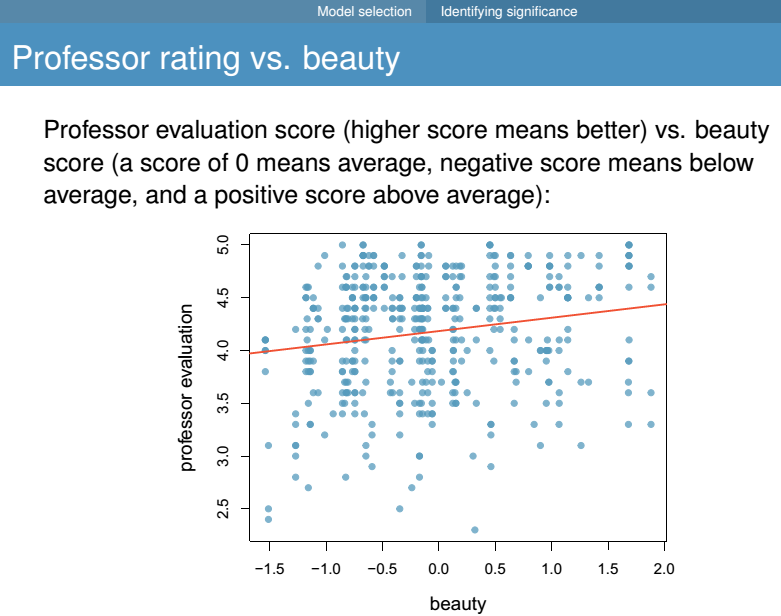 Model selection Identifying significance
Professor rating vs. beauty
Professor evaluation score (higher score means better) vs. beauty
score (a score of 0 means average, negative score means below
average, and a positive score above average):
5.0
4.5
4.0
3.5
3.0
2.5
professor evaluation
−1.5 −1.0 −0.5 0.0 0.5 1.0 1.5 2.0
beauty